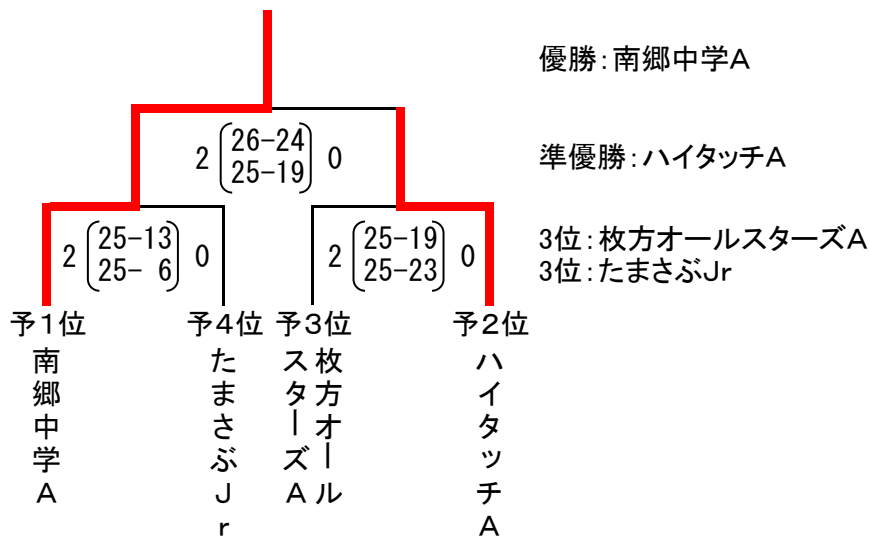 優勝:南郷中学A
2 26-24 0
25-19
準優勝:ハイタッチA
2 25-13 0
25- 6
2 25-19 0
25-23
3位:枚方オールスターズA
3位:たまさぶJr
予1位
予4位
予3位
予2位
南郷中学A
たまさぶJr
枚方オール
スターズA
ハイタッチA